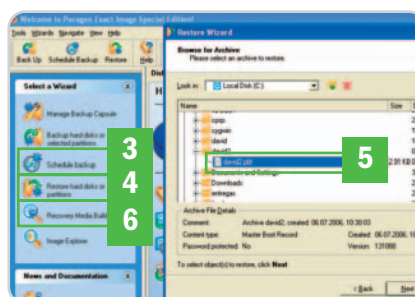 Welcome to Paragon Exact Image Special Edition!
Tools Wizards Navigate View Help
Back Up Schedule Backup Restore Help
Select a Wizard
Manage Backup Capsule
Backup hard disks or selected partitions
3
Schedule backup
4
Restore hard disks or partitions
6
Recovery Media Build
Image Explorer
News and Documentation
Restore Wizard
Browse for Archive
Please select an archive to restore.
Look in: Local Disk (C:)
Name Size
cygwin
david
david2
david2.pbf
5
Documents and Settings
Downloads
entregas
Archive File Details
Comment: Archive david2, created: 06.07.2006, 10:30:03
Content type: Master Boot Record Created: 06.07.2006,
Password protected: No Version: 131088
To select object(s) to restore, click Next
< Back Next